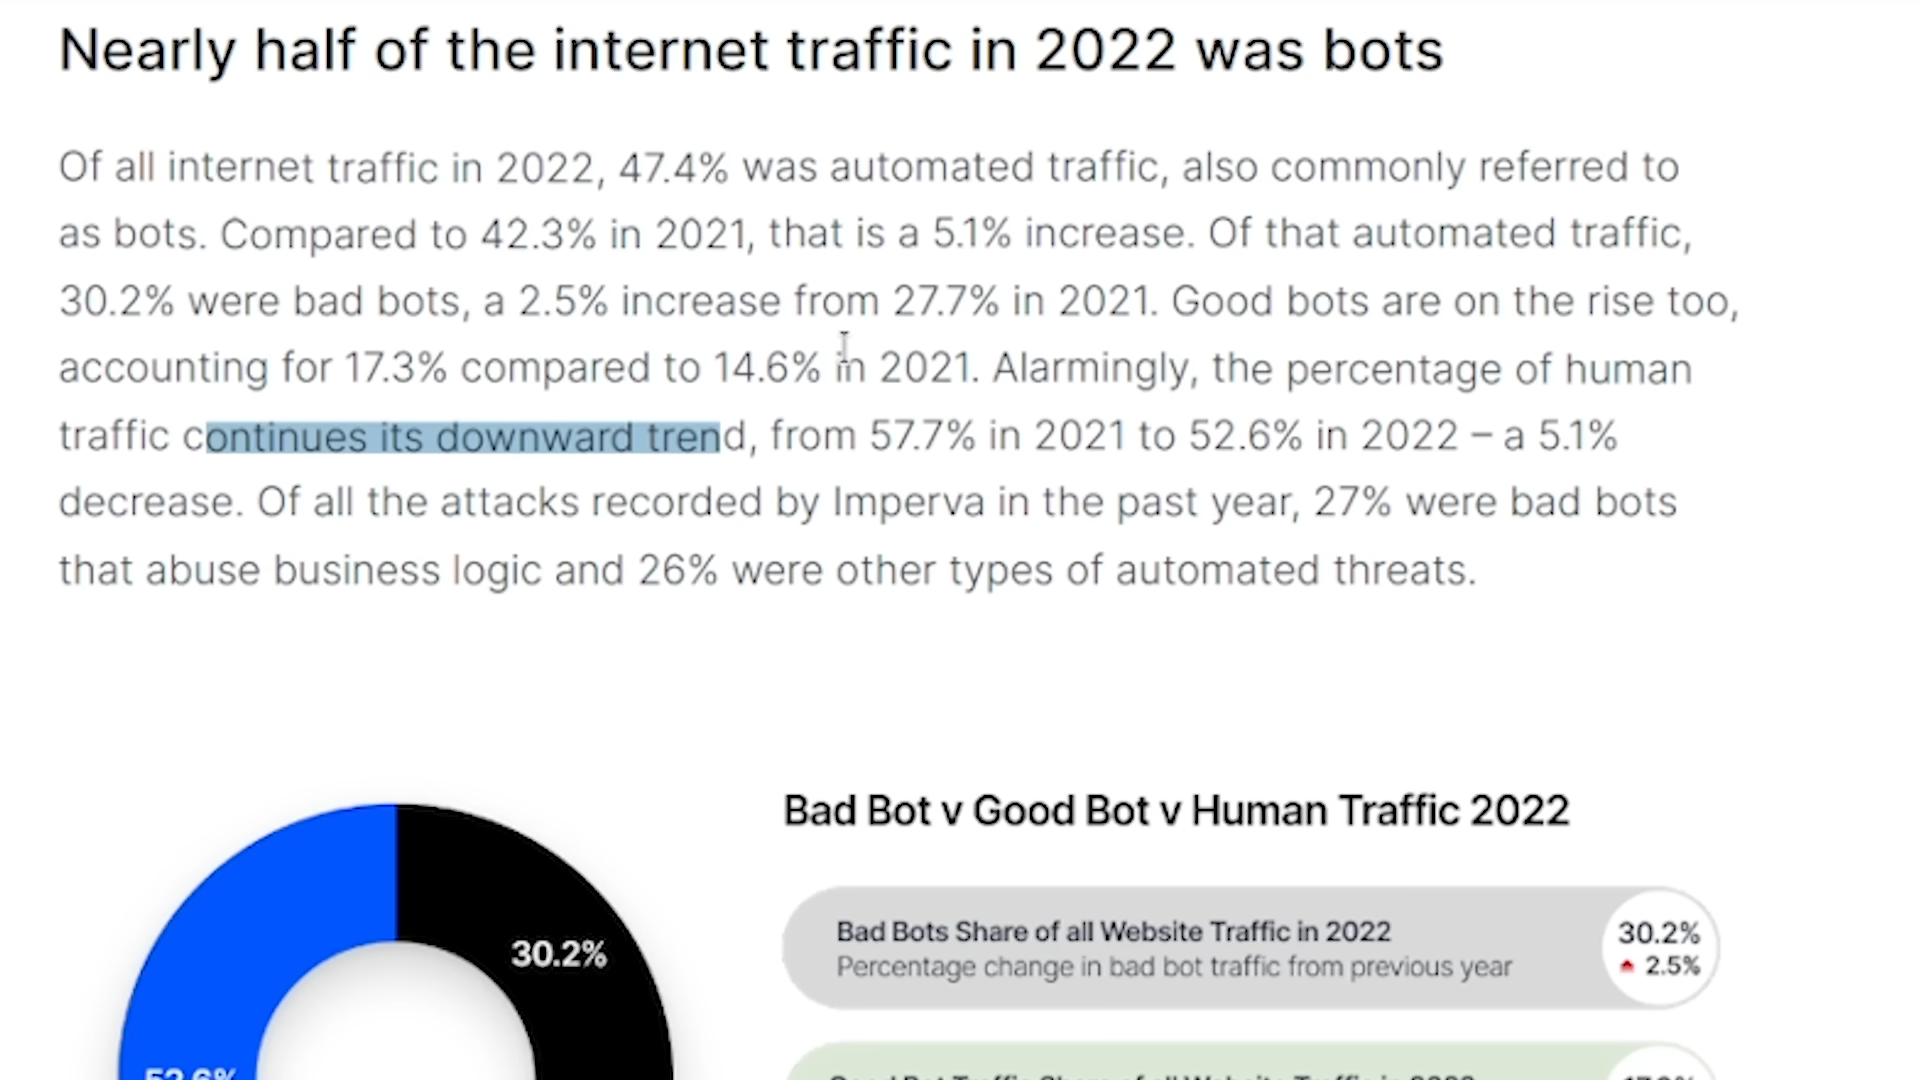 Nearly half of the internet traffic in 2022 was bots
Of all internet traffic in 2022, 47.4% was automated traffic, also commonly referred to
as bots. Compared to 42.3% in 2021, that is a 5.1% increase. Of that automated traffic,
30.2% were bad bots, a 2.5% increase from 27.7% in 2021. Good bots are on the rise too,
accounting for 17.3% compared to 14.6% in 2021. Alarmingly, the percentage of human
traffic continues its downward trend, from 57.7% in 2021 to 52.6% in 2022 – a 5.1%
decrease. Of all the attacks recorded by Imperva in the past year, 27% were bad bots
that abuse business logic and 26% were other types of automated threats.
Bad Bot v Good Bot v Human Traffic 2022
Bad Bots Share of all Website Traffic in 2022
Percentage change in bad bot traffic from previous year
30.2%
2.5%
30.2%
52.6%